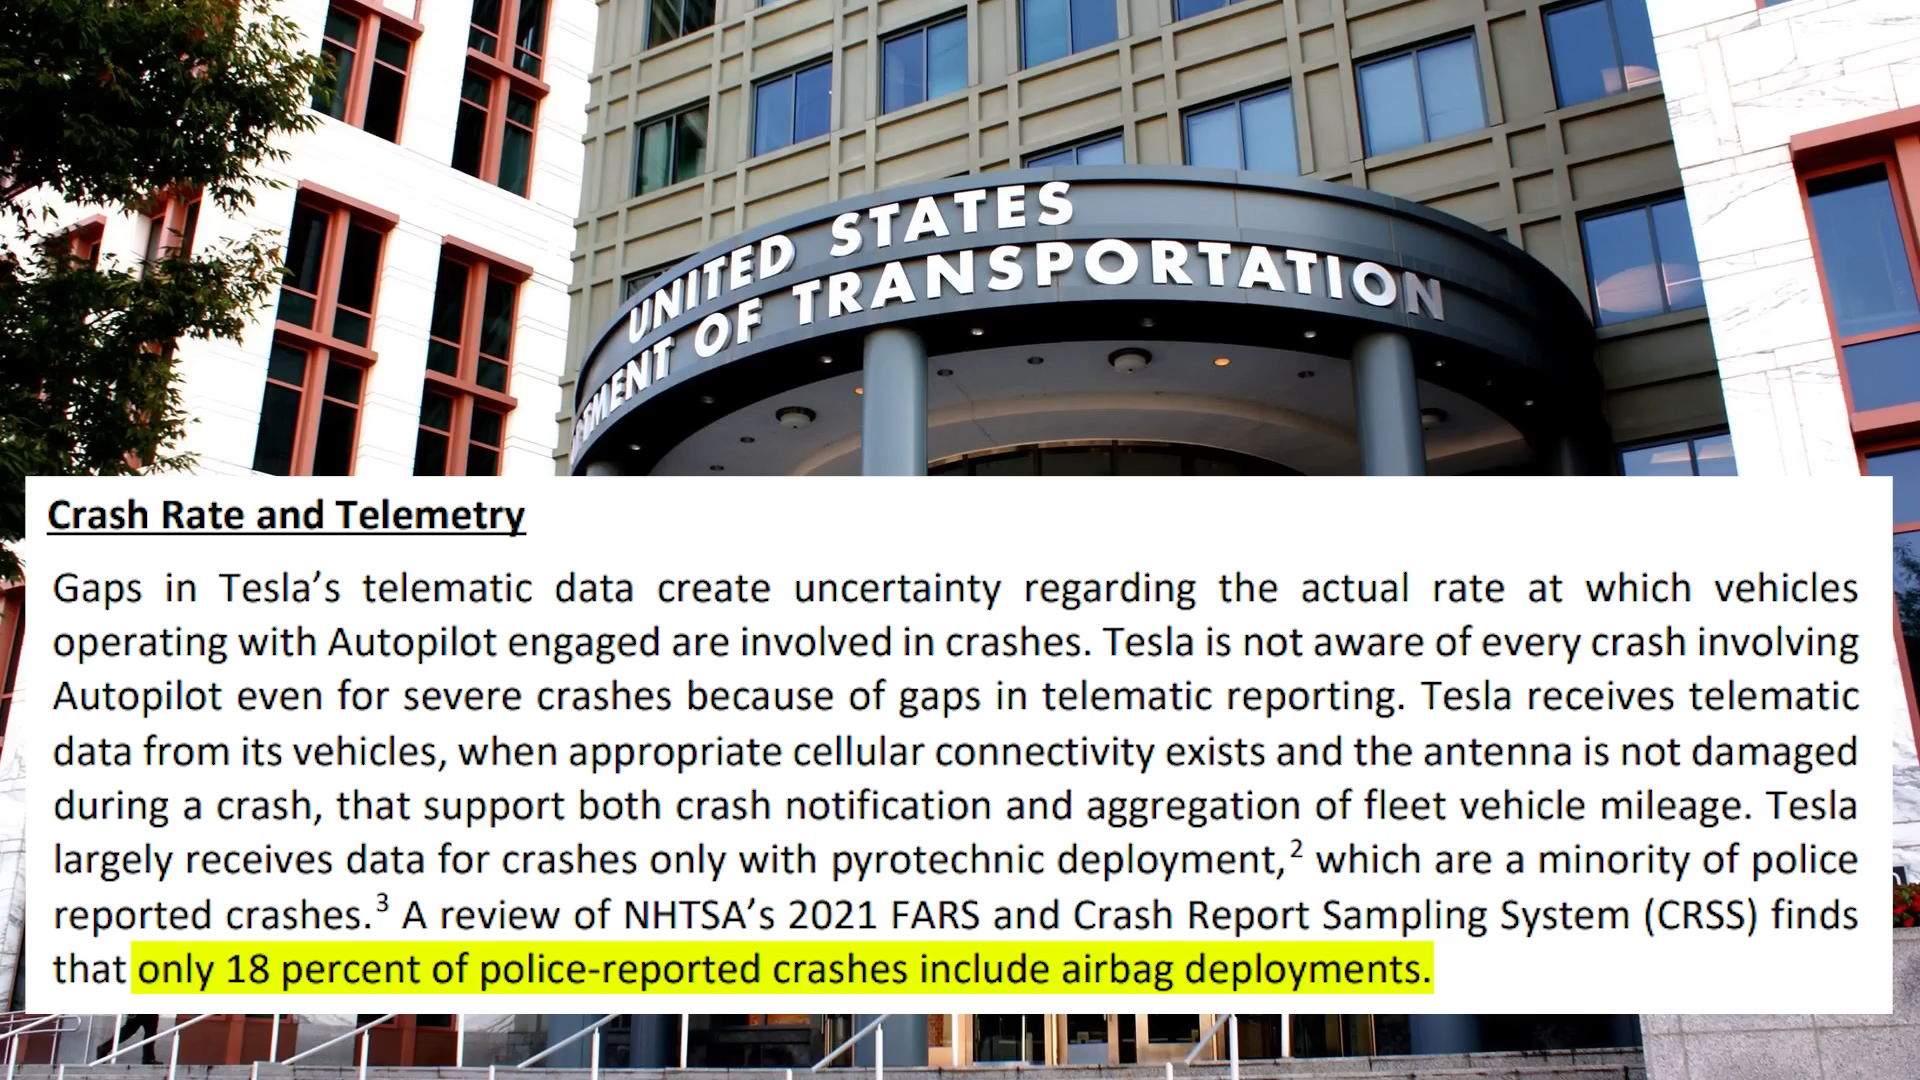 UNITED STATES
OF TRANSPORTATION
Crash Rate and Telemetry
Gaps in Tesla’s telematic data create uncertainty regarding the actual rate at which vehicles
operating with Autopilot engaged are involved in crashes. Tesla is not aware of every crash involving
Autopilot even for severe crashes because of gaps in telematic reporting. Tesla receives telematic
data from its vehicles, when appropriate cellular connectivity exists and the antenna is not damaged
during a crash, that support both crash notification and aggregation of fleet vehicle mileage. Tesla
largely receives data for crashes only with pyrotechnic deployment,2 which are a minority of police
reported crashes.3 A review of NHTSA’s 2021 FARS and Crash Report Sampling System (CRSS) finds
that only 18 percent of police-reported crashes include airbag deployments.